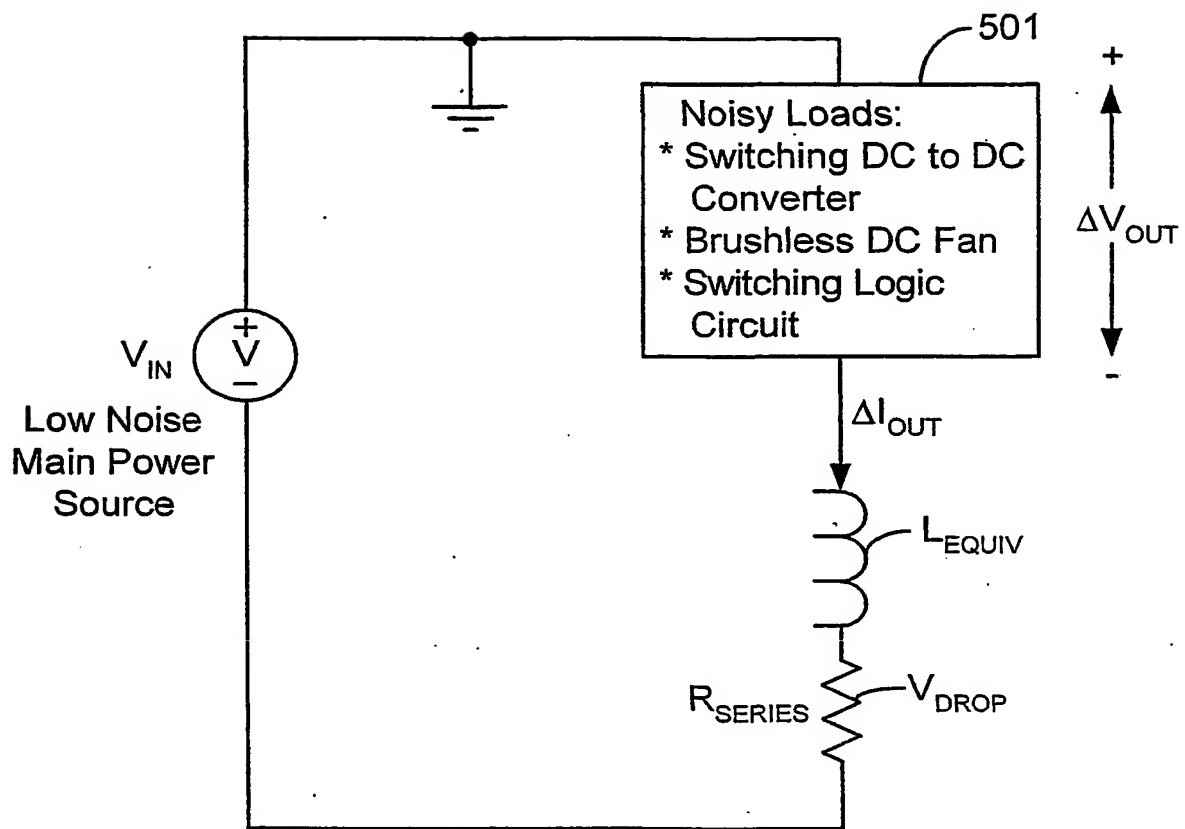 501
+
Noisy Loads:
* Switching DC to DC
Converter
* Brushless DC Fan
* Switching Logic
Circuit
ΔV_OUT
-
V_IN
+
V
-
Low Noise
Main Power
Source
ΔI_OUT
L_EQUIV
R_SERIES
V_DROP